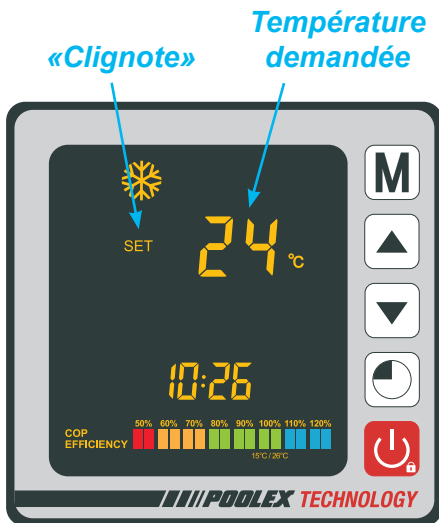 Température
«Clignote» demandée
M
SET 24 °C
10:26
50% 60% 70% 80% 90% 100% 110% 120%
COP
EFFICIENCY
15°C / 26°C
POOLEX TECHNOLOGY